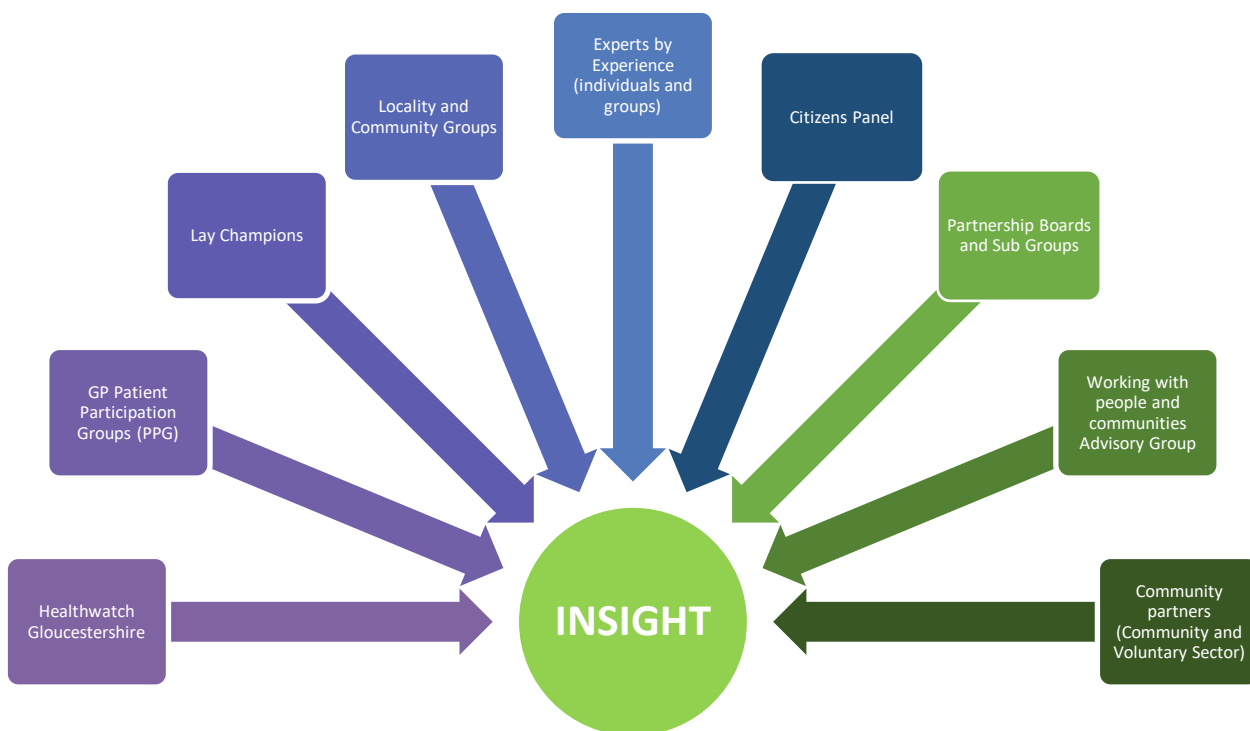 Experts by
Experience
(individuals and
groups)
Locality and
Community Groups
Citizens Panel
Lay Champions
Partnership Boards
and Sub Groups
GP Patient
Participation
Groups (PPG)
Working with
people and
communities
Advisory Group
Healthwatch
Gloucestershire
INSIGHT
Community
partners
(Community and
Voluntary Sector)